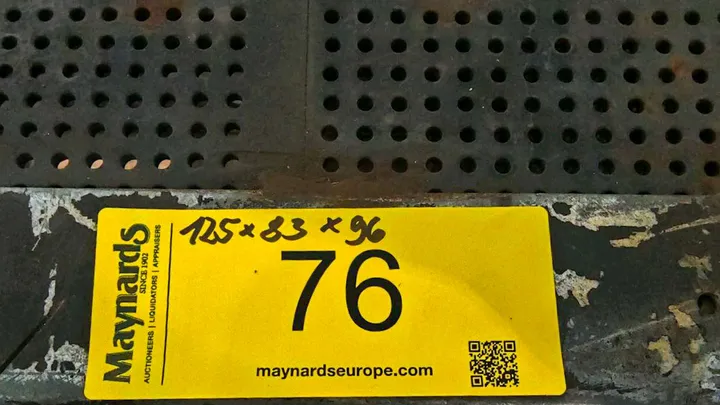 Maynards
SINCE 1902
AUCTIONEERS | LIQUIDATORS | APPRAISERS
125 x 83 x 96
76
maynardseurope.com